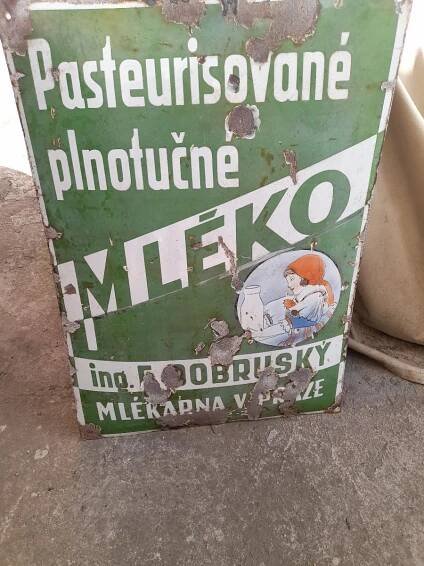 Pasteurisované
plnotučné
MLÉKO
ing. DOBRUSKÝ
MLÉKÁRNA V PRAZE